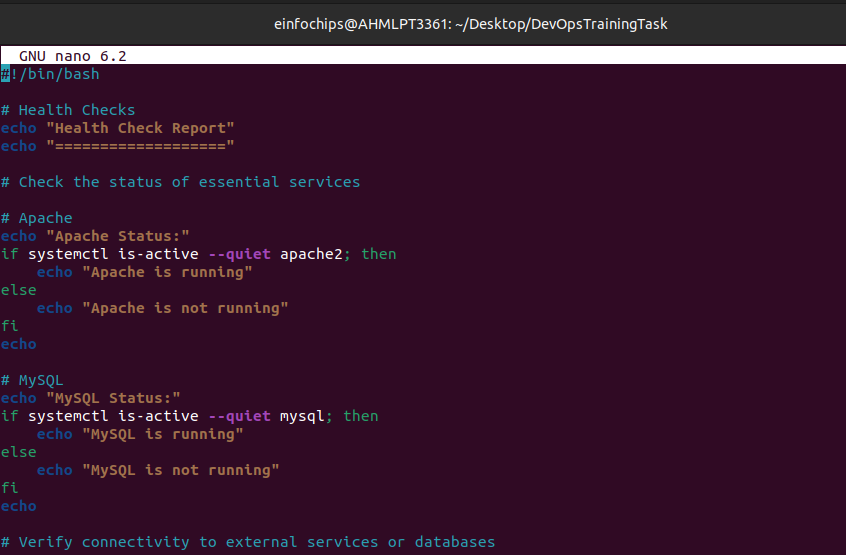 einfochips@AHMLPT3361: ~/Desktop/DevOpsTrainingTask
GNU nano 6.2
#!/bin/bash
# Health Checks
echo "Health Check Report"
echo "==================="
# Check the status of essential services
# Apache
echo "Apache Status:"
if systemctl is-active --quiet apache2; then
    echo "Apache is running"
else
    echo "Apache is not running"
fi
echo
# MySQL
echo "MySQL Status:"
if systemctl is-active --quiet mysql; then
    echo "MySQL is running"
else
    echo "MySQL is not running"
fi
echo
# Verify connectivity to external services or databases